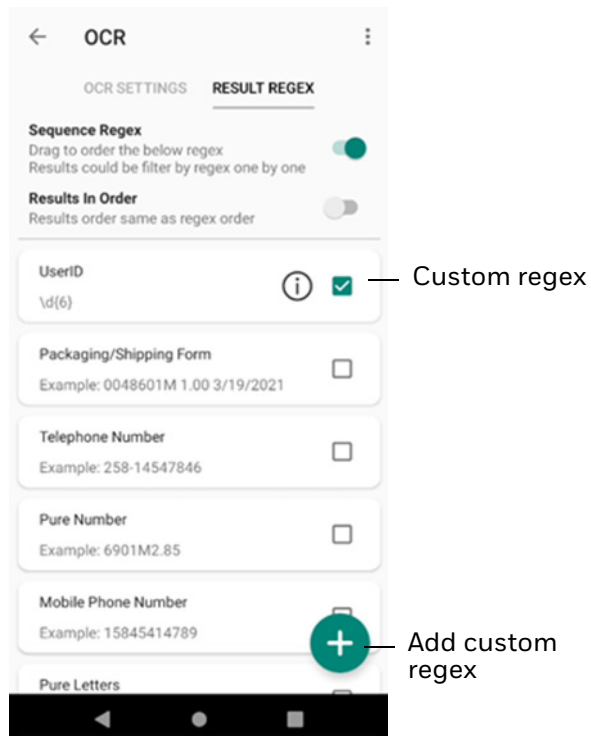 OCR
OCR SETTINGS RESULT REGEX
Sequence Regex
Drag to order the below regex
Results could be filter by regex one by one
Results In Order
Results order same as regex order
UserID
\d{6}
Custom regex
Packaging/Shipping Form
Example: 0048601M 1.00 3/19/2021
Telephone Number
Example: 258-14547846
Pure Number
Example: 6901M2.85
Mobile Phone Number
Example: 15845414789
Add custom
regex
Pure Letters